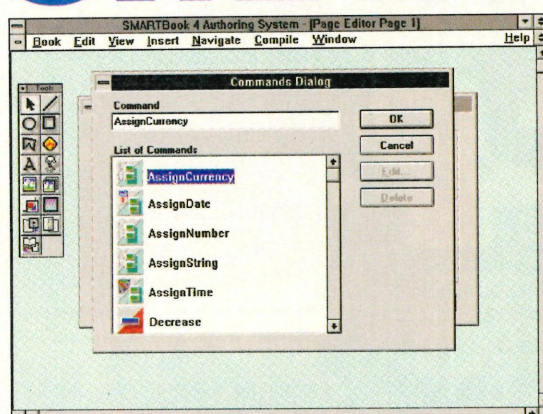 SMARTBook 4 Authoring System - [Page Editor Page 1]
Book Edit View Insert Navigate Compile Window Help
Tools
Commands Dialog
Command
AssignCurrency
OK
Cancel
Edit...
Delete
List of Commands
AssignCurrency
AssignDate
AssignNumber
AssignString
AssignTime
Decrease